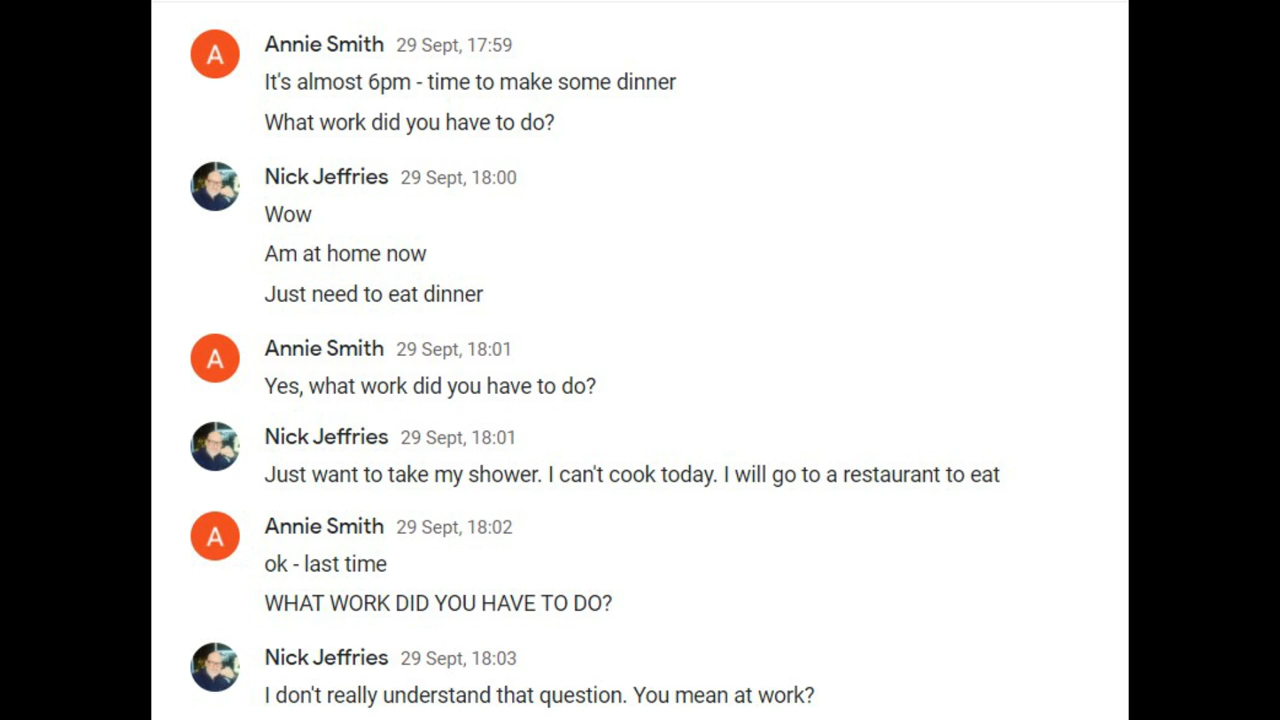 A
Annie Smith 29 Sept, 17:59
It's almost 6pm - time to make some dinner
What work did you have to do?
Nick Jeffries 29 Sept, 18:00
Wow
Am at home now
Just need to eat dinner
A
Annie Smith 29 Sept, 18:01
Yes, what work did you have to do?
Nick Jeffries 29 Sept, 18:01
Just want to take my shower. I can't cook today. I will go to a restaurant to eat
A
Annie Smith 29 Sept, 18:02
ok - last time
WHAT WORK DID YOU HAVE TO DO?
Nick Jeffries 29 Sept, 18:03
I don't really understand that question. You mean at work?